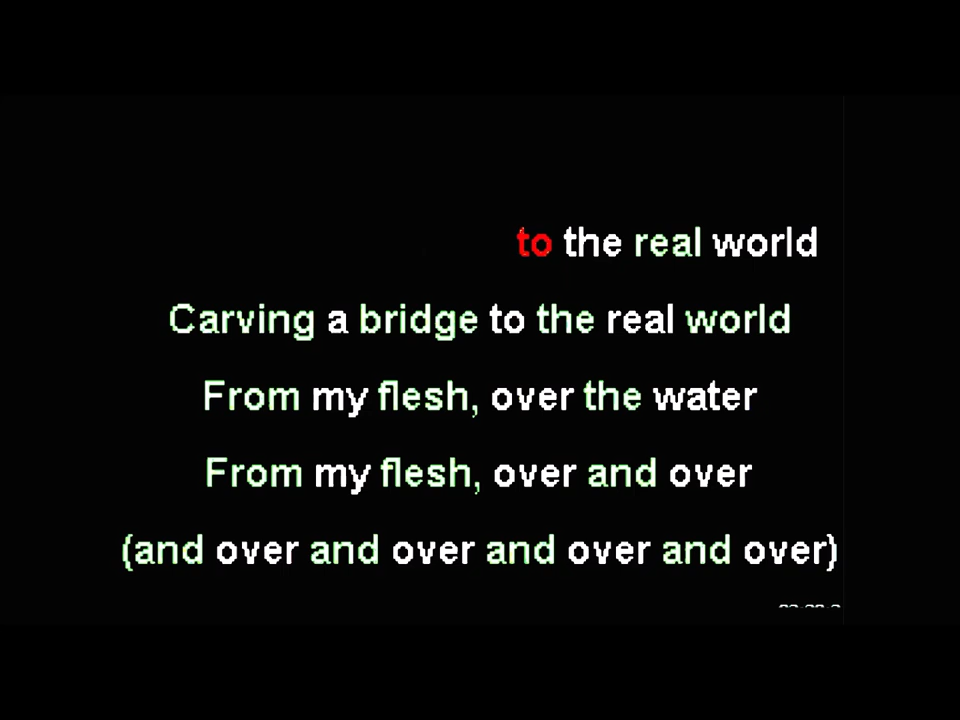 to the real world
Carving a bridge to the real world
From my flesh, over the water
From my flesh, over and over
(and over and over and over and over)